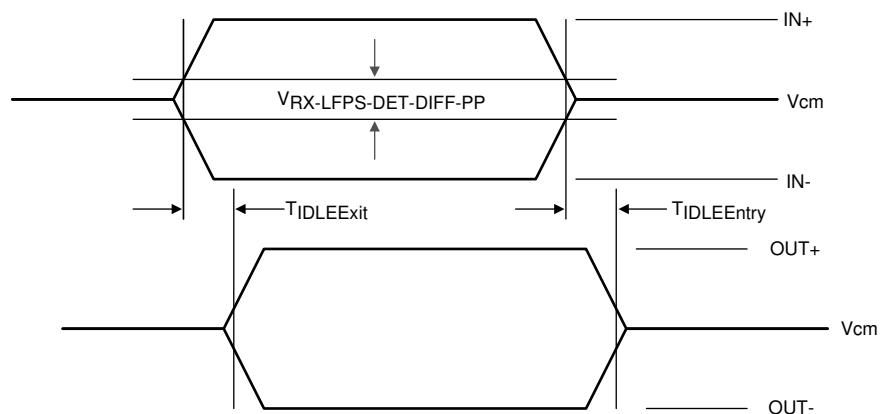 IN+
VRX-LFPS-DET-DIFF-PP
Vcm
IN-
TIDLEExit
TIDLEEntry
OUT+
Vcm
OUT-